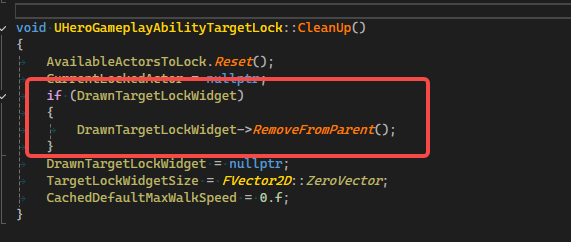 void UHeroGameplayAbilityTargetLock::CleanUp()
{
AvailableActorsToLock.Reset();
CurrentLockedActor = nullptr;
if (DrawnTargetLockWidget)
{
DrawnTargetLockWidget->RemoveFromParent();
}
DrawnTargetLockWidget = nullptr;
TargetLockWidgetSize = FVector2D::ZeroVector;
CachedDefaultMaxWalkSpeed = 0.f;
}